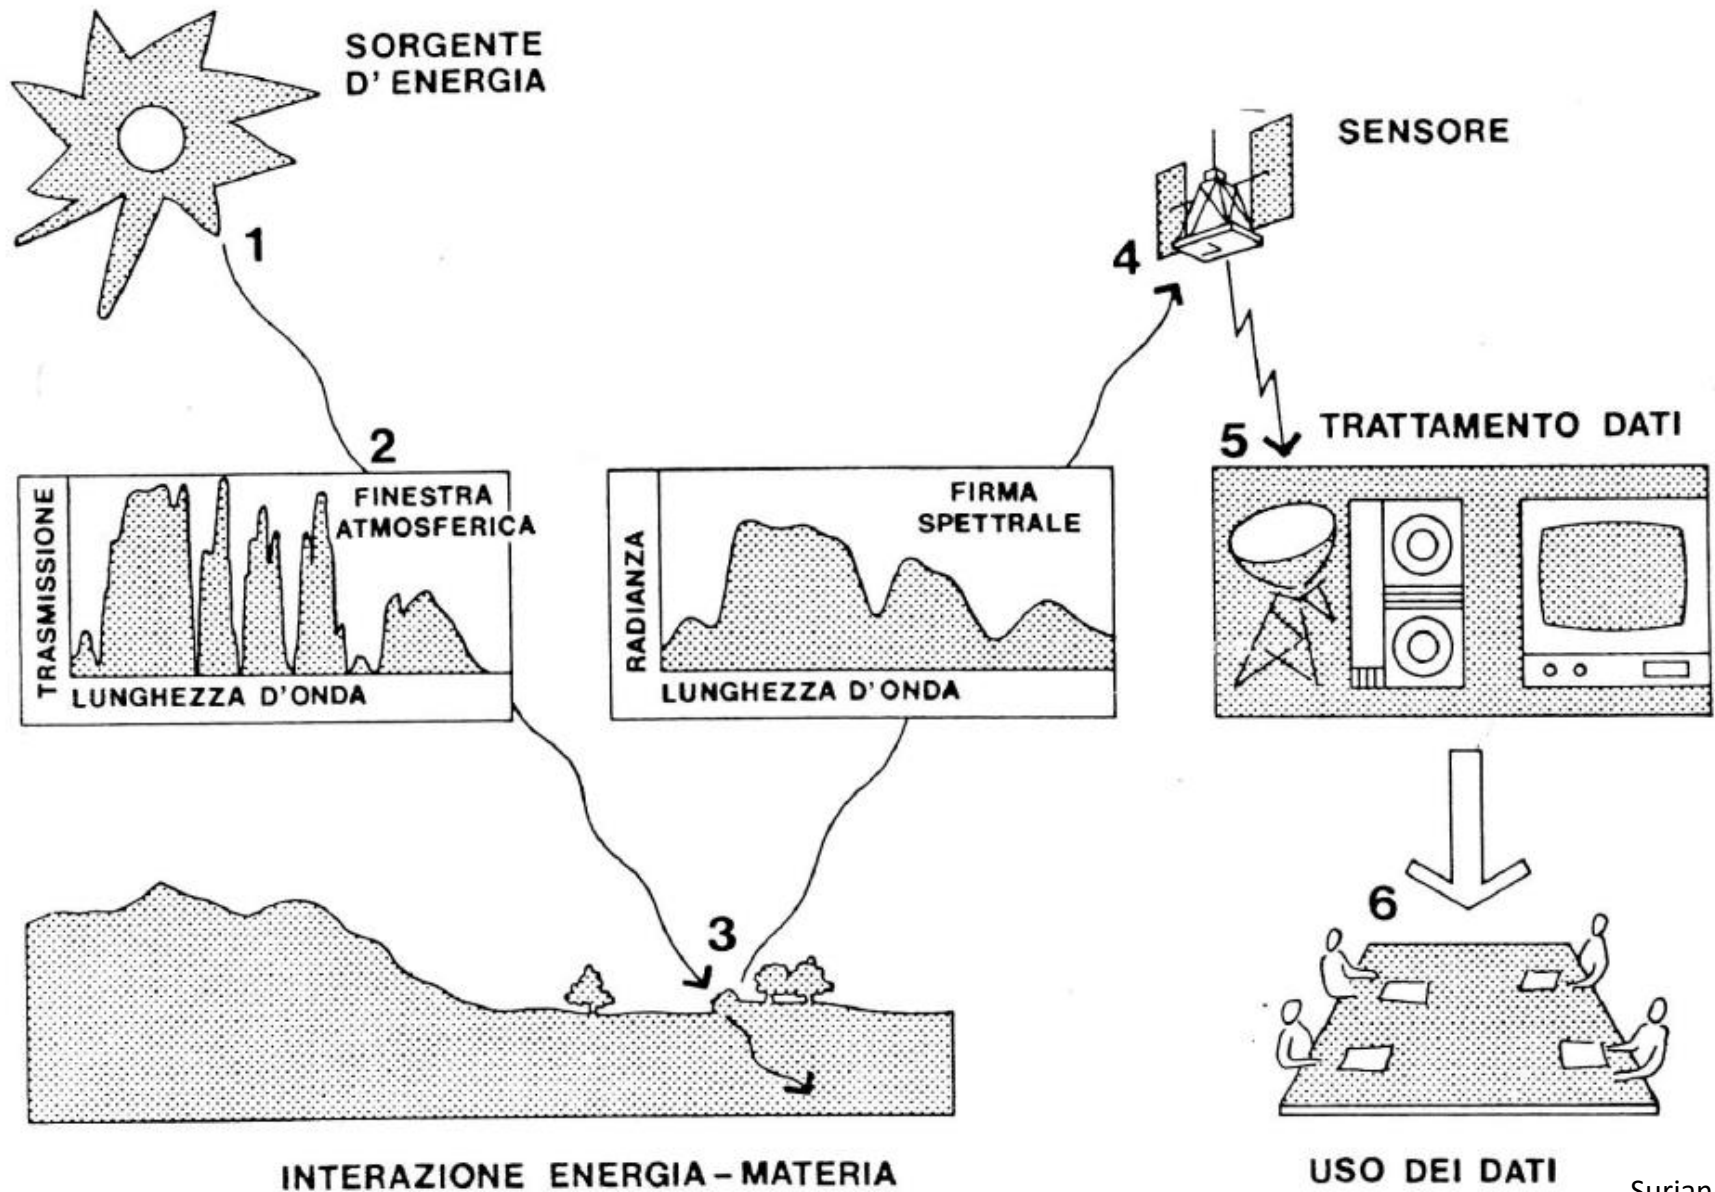 SORGENTE
D'ENERGIA
1
SENSORE
4
2
FINESTRA
ATMOSFERICA
TRASMISSIONE
LUNGHEZZA D'ONDA
FIRMA
SPETTRALE
RADIANZA
LUNGHEZZA D'ONDA
5
TRATTAMENTO DATI
3
6
INTERAZIONE ENERGIA-MATERIA
USO DEI DATI
Surian